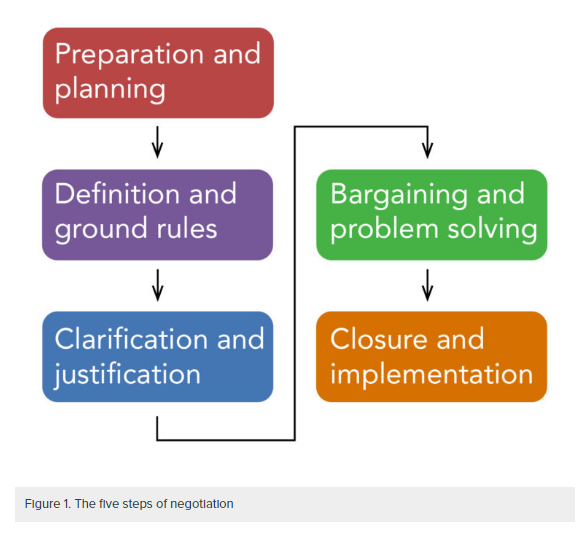 Preparation and
planning
Definition and
ground rules
Clarification and
justification
Bargaining and
problem solving
Closure and
implementation
Figure 1. The five steps of negotiation